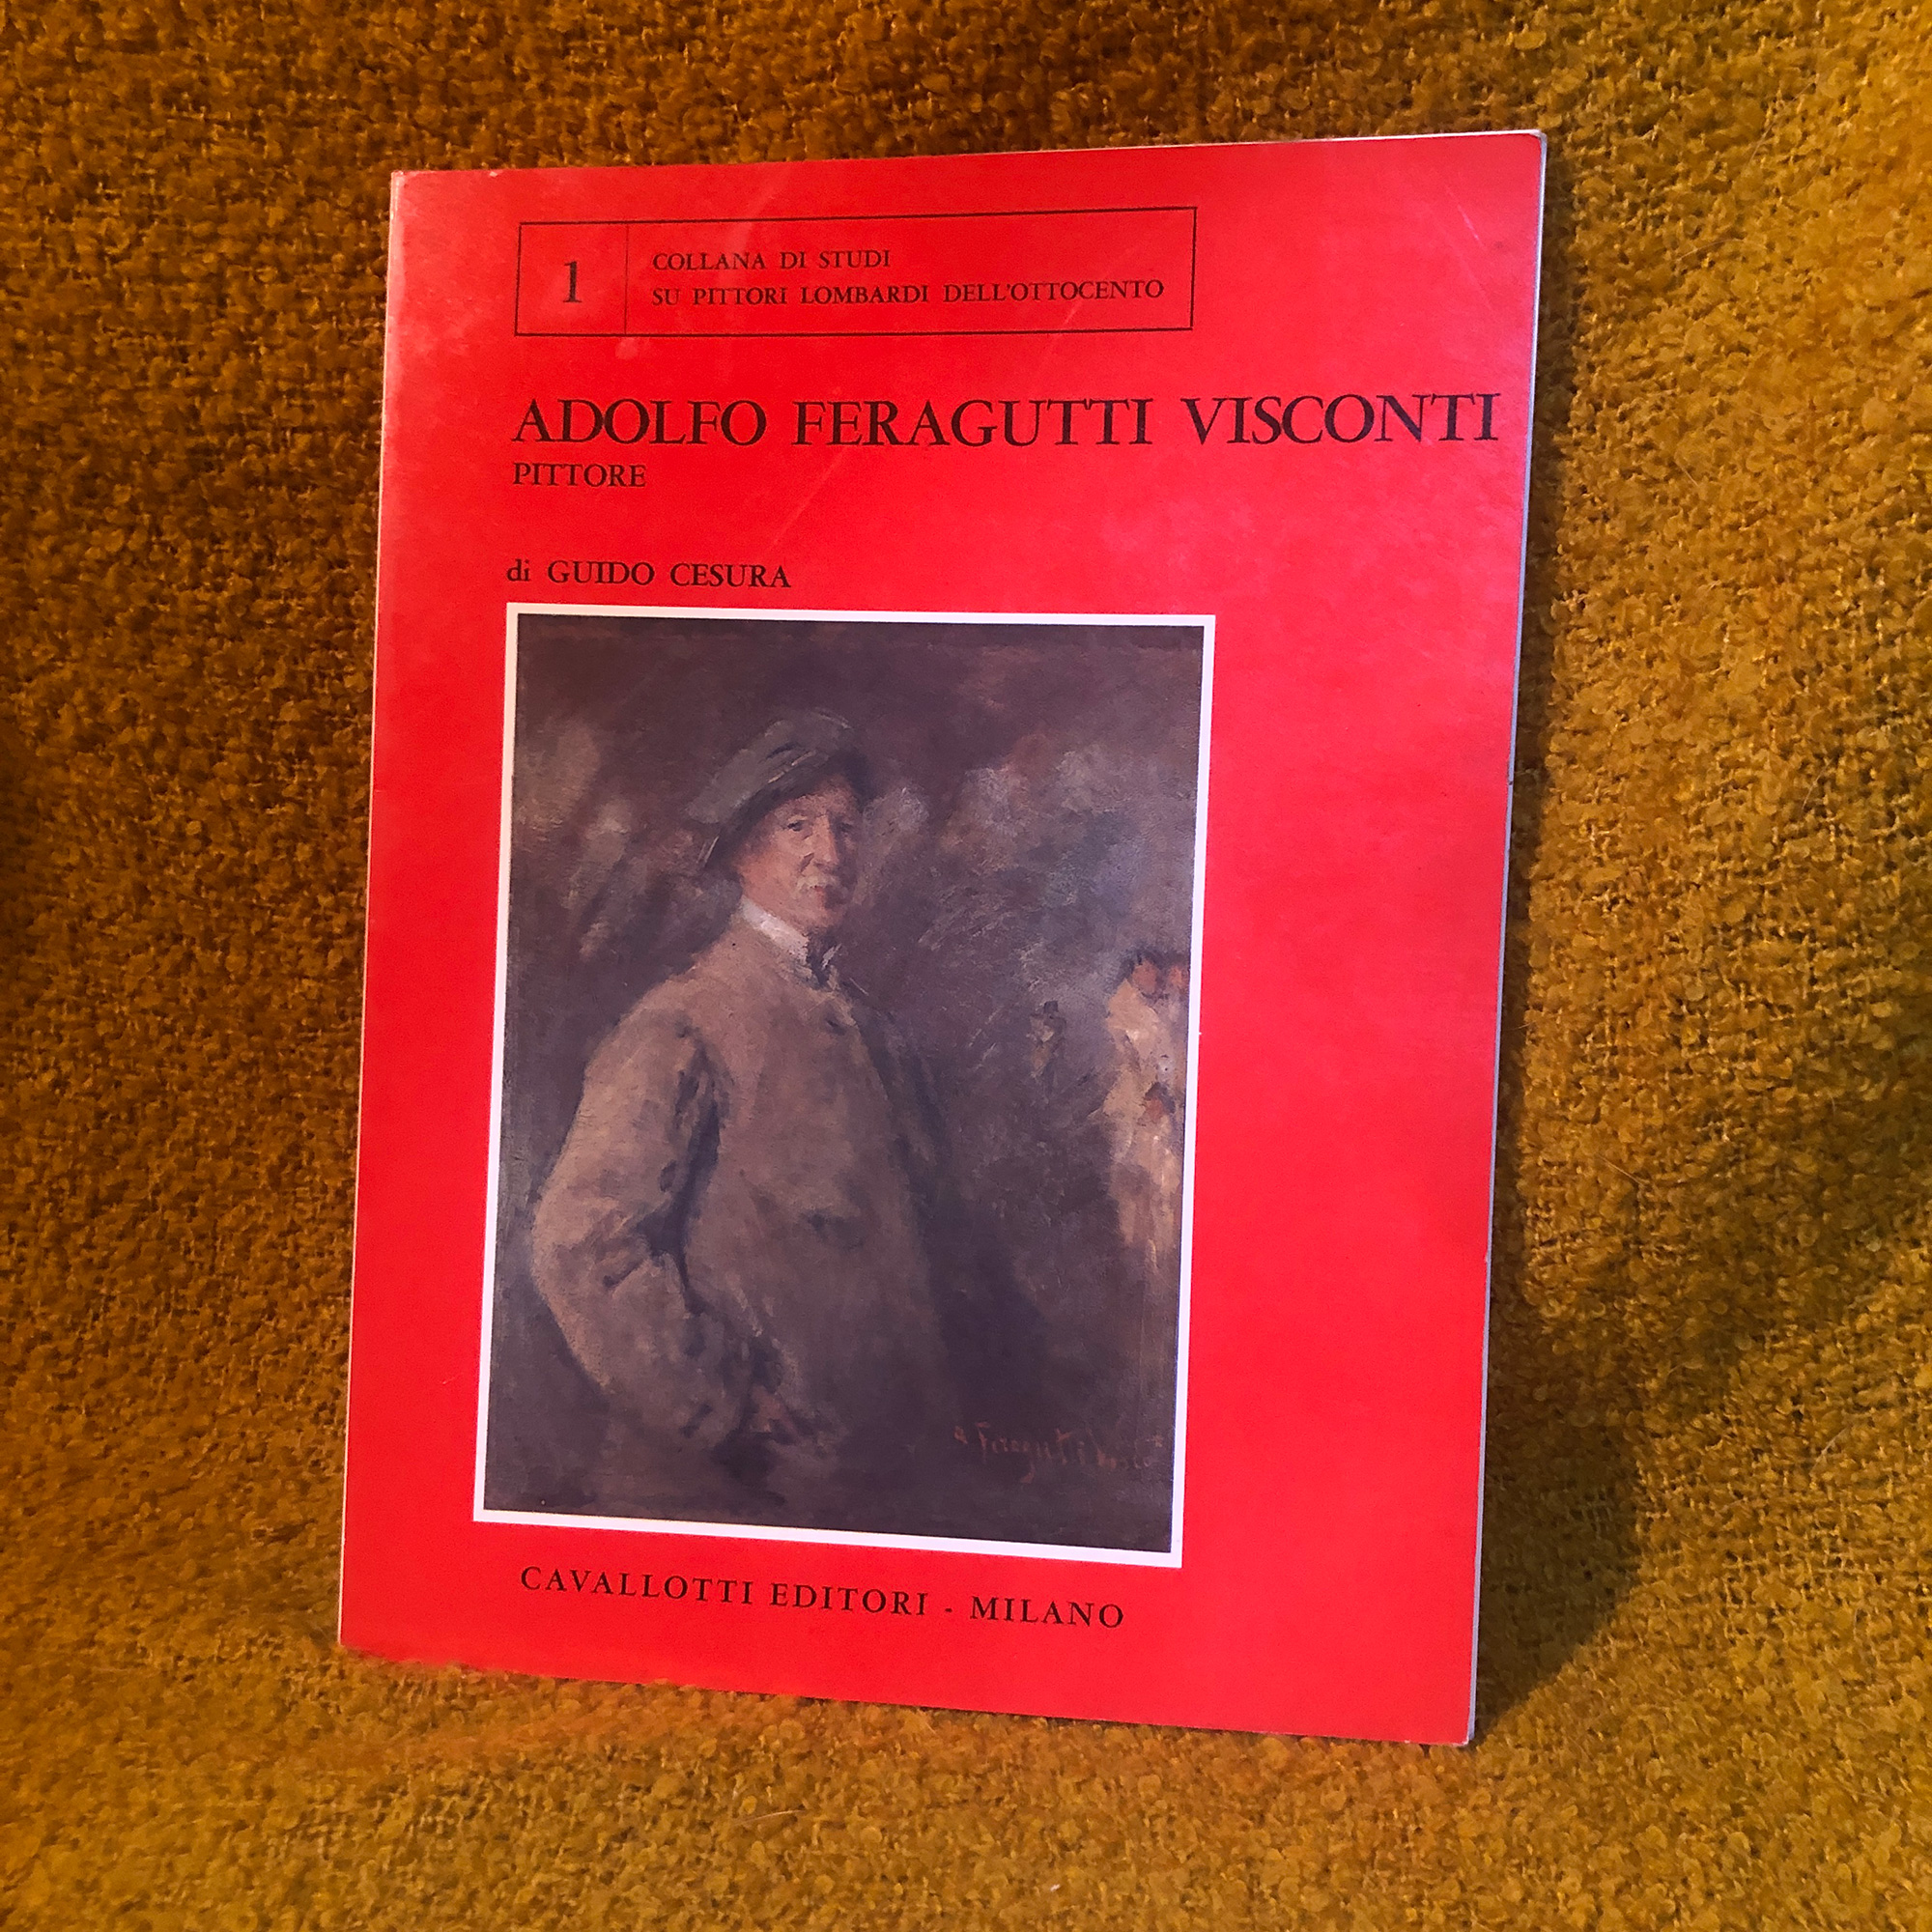 1
COLLANA DI STUDI
SU PITTORI LOMBARDI DELL'OTTOCENTO
ADOLFO FERAGUTTI VISCONTI
PITTORE
di GUIDO CESURA
A Feragutti
CAVALLOTTI EDITORI - MILANO